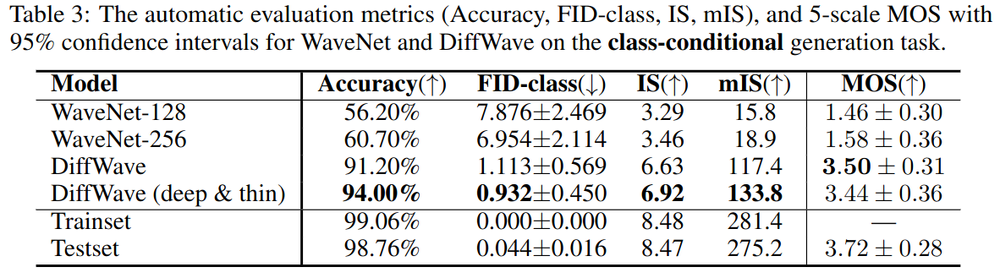 Table 3: The automatic evaluation metrics (Accuracy, FID-class, IS, mIS), and 5-scale MOS with
95% confidence intervals for WaveNet and DiffWave on the class-conditional generation task.
Model Accuracy(↑) FID-class(↓) IS(↑) mIS(↑) MOS(↑)
WaveNet-128 56.20% 7.876±2.469 3.29 15.8 1.46 ± 0.30
WaveNet-256 60.70% 6.954±2.114 3.46 18.9 1.58 ± 0.36
DiffWave 91.20% 1.113±0.569 6.63 117.4 3.50 ± 0.31
DiffWave (deep & thin) 94.00% 0.932±0.450 6.92 133.8 3.44 ± 0.36
Trainset 99.06% 0.000±0.000 8.48 281.4 —
Testset 98.76% 0.044±0.016 8.47 275.2 3.72 ± 0.28